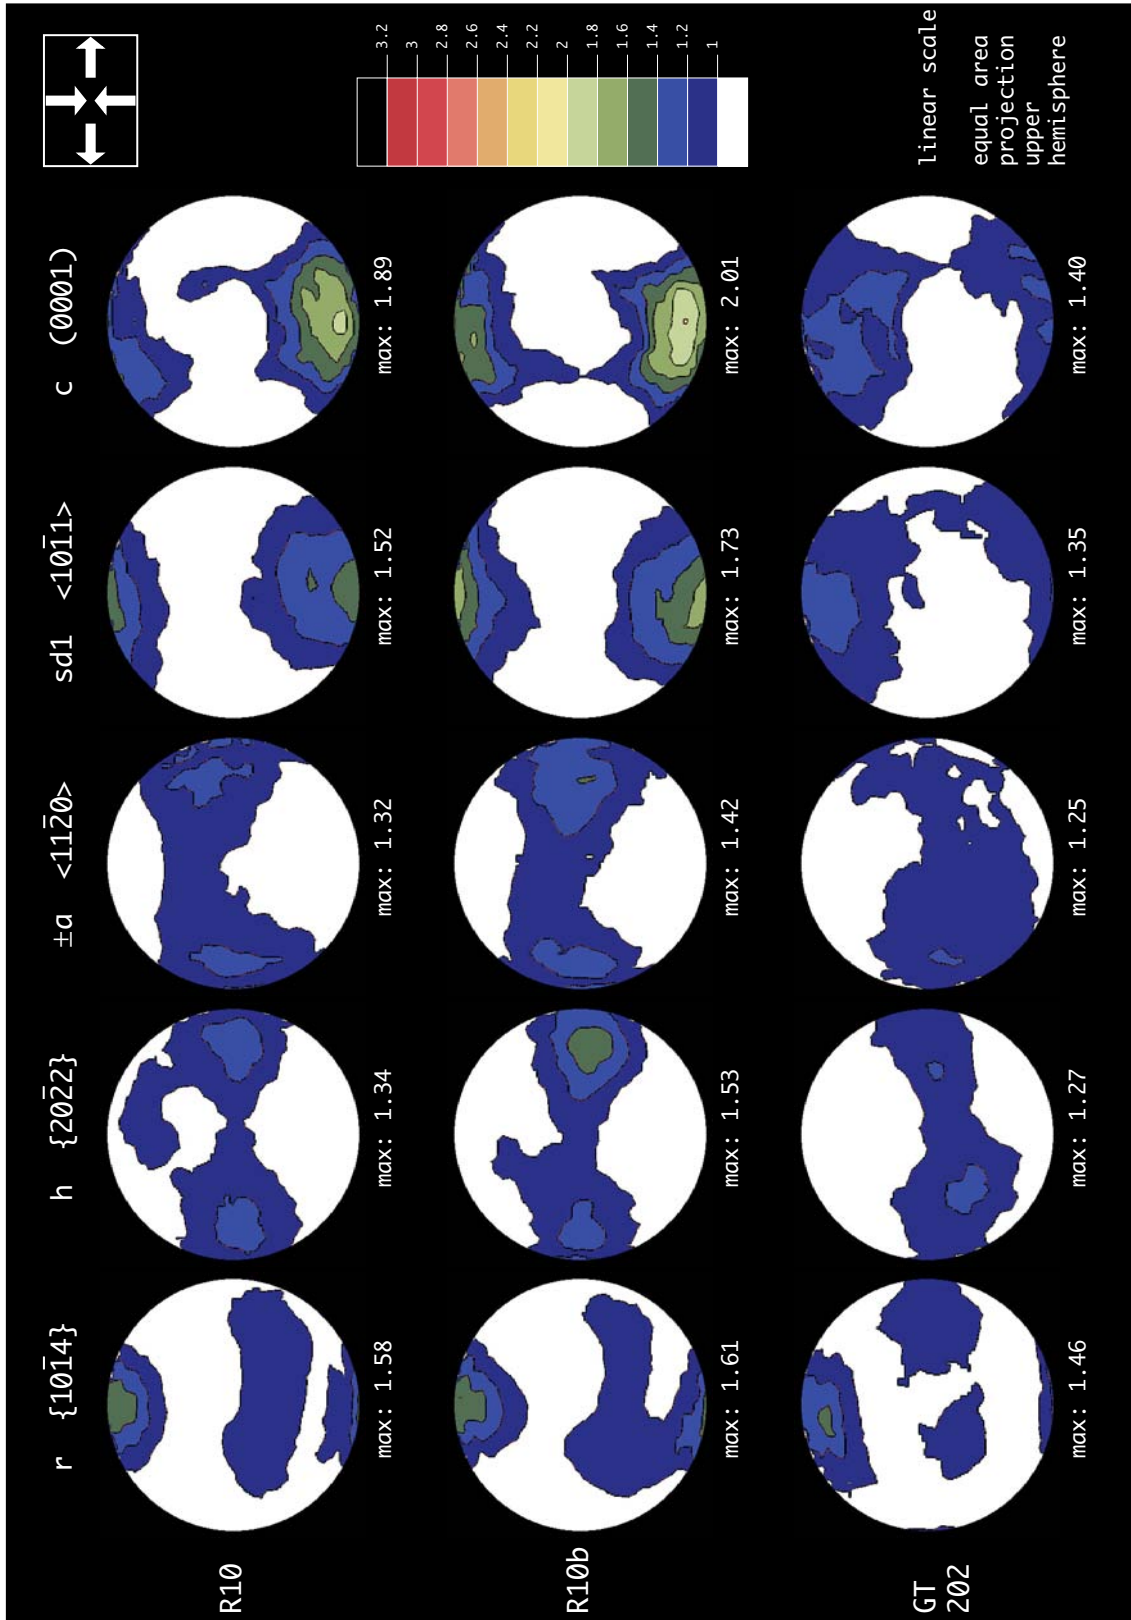 r {101̄4}
h {202̄2}
±a <112̄0>
sd1 <101̄1>
c (0001)
R10
max: 1.58
max: 1.34
max: 1.32
max: 1.52
max: 1.89
R10b
max: 1.61
max: 1.53
max: 1.42
max: 1.73
max: 2.01
GT
202
max: 1.46
max: 1.27
max: 1.25
max: 1.35
max: 1.40
3.2
3
2.8
2.6
2.4
2.2
2
1.8
1.6
1.4
1.2
1
linear scale
equal area
projection
upper
hemisphere